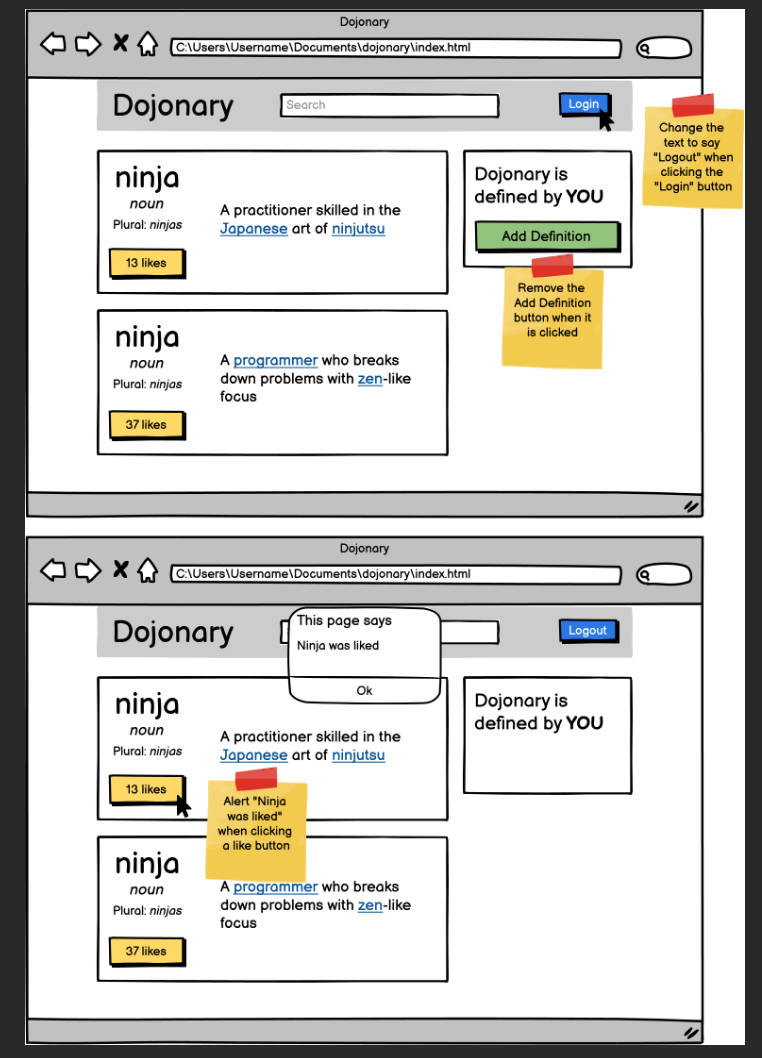 Dojonary
C:\Users\Username\Documents\dojonary\index.html
Dojonary
Search
Login
Change the
text to say
"Logout" when
clicking the
"Login" button
ninja
noun
Plural: ninjas
13 likes
A practitioner skilled in the
Japanese art of ninjutsu
Dojonary is
defined by YOU
Add Definition
Remove the
Add Definition
button when it
is clicked
ninja
noun
Plural: ninjas
37 likes
A programmer who breaks
down problems with zen-like
focus
Dojonary
C:\Users\Username\Documents\dojonary\index.html
Dojonary
This page says
Ninja was liked
Ok
Logout
ninja
noun
Plural: ninjas
13 likes
A practitioner skilled in the
Japanese art of ninjutsu
Alert "Ninja
was liked"
when clicking
a like button
Dojonary is
defined by YOU
ninja
noun
Plural: ninjas
37 likes
A programmer who breaks
down problems with zen-like
focus